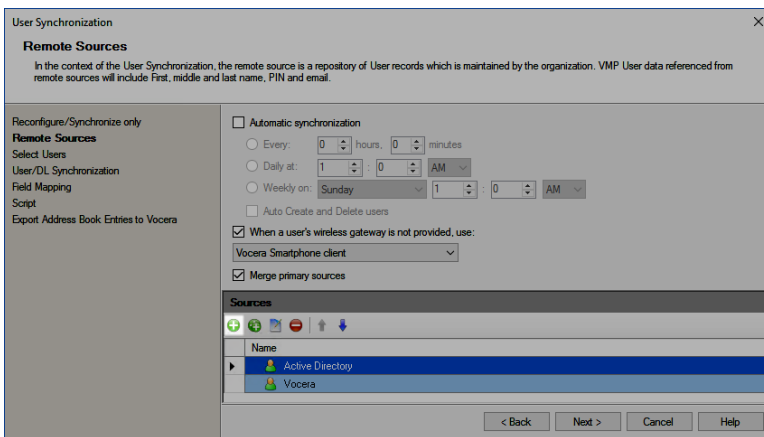 User Synchronization
Remote Sources
In the context of the User Synchronization, the remote source is a repository of User records which is maintained by the organization. VMP User data referenced from
remote sources will include First, middle and last name, PIN and email.
Reconfigure/Synchronize only
Remote Sources
Select Users
User/DL Synchronization
Field Mapping
Script
Export Address Book Entries to Vocera
Automatic synchronization
Every: 0 hours, 0 minutes
Daily at: 1 : 0 AM
Weekly on: Sunday 1 : 0 AM
Auto Create and Delete users
When a user's wireless gateway is not provided, use:
Vocera Smartphone client
Merge primary sources
Sources
Name
Active Directory
Vocera
< Back Next > Cancel Help